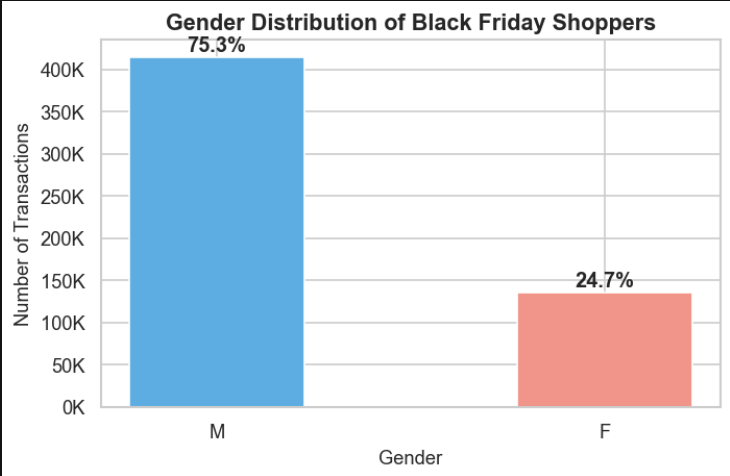 Gender Distribution of Black Friday Shoppers
75.3%
400K
350K
300K
250K
200K
24.7%
150K
100K
50K
0K
Number of Transactions
M F
Gender